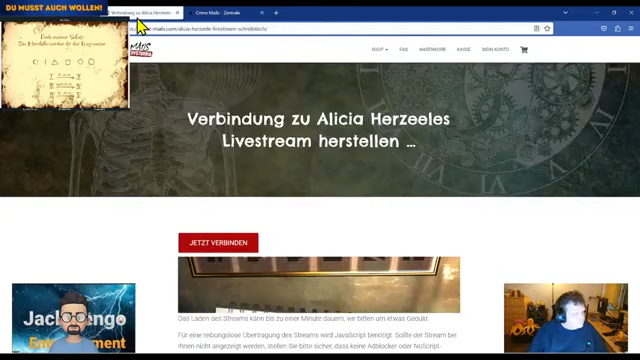 DU MUSST AUCH WOLLEN!
Verbindung zu Alicia Herzeele
Crime Mails - Zentrale
mails.com/alicia-herzeele-livestream-schreibtisch/
SHOP
FAQ
WARENKORB
KASSE
MEIN KONTO
Verbindung zu Alicia Herzeeles
Livestream herstellen ...
JETZT VERBINDEN
Das Laden des Streams kann bis zu einer Minute dauern, wir bitten um etwas Geduld.
Für eine reibungslose Übertragung des Streams wird JavaScript benötigt. Sollte der Stream bei
Ihnen nicht angezeigt werden, stellen Sie bitte sicher, dass keine Adblocker oder NoScript-